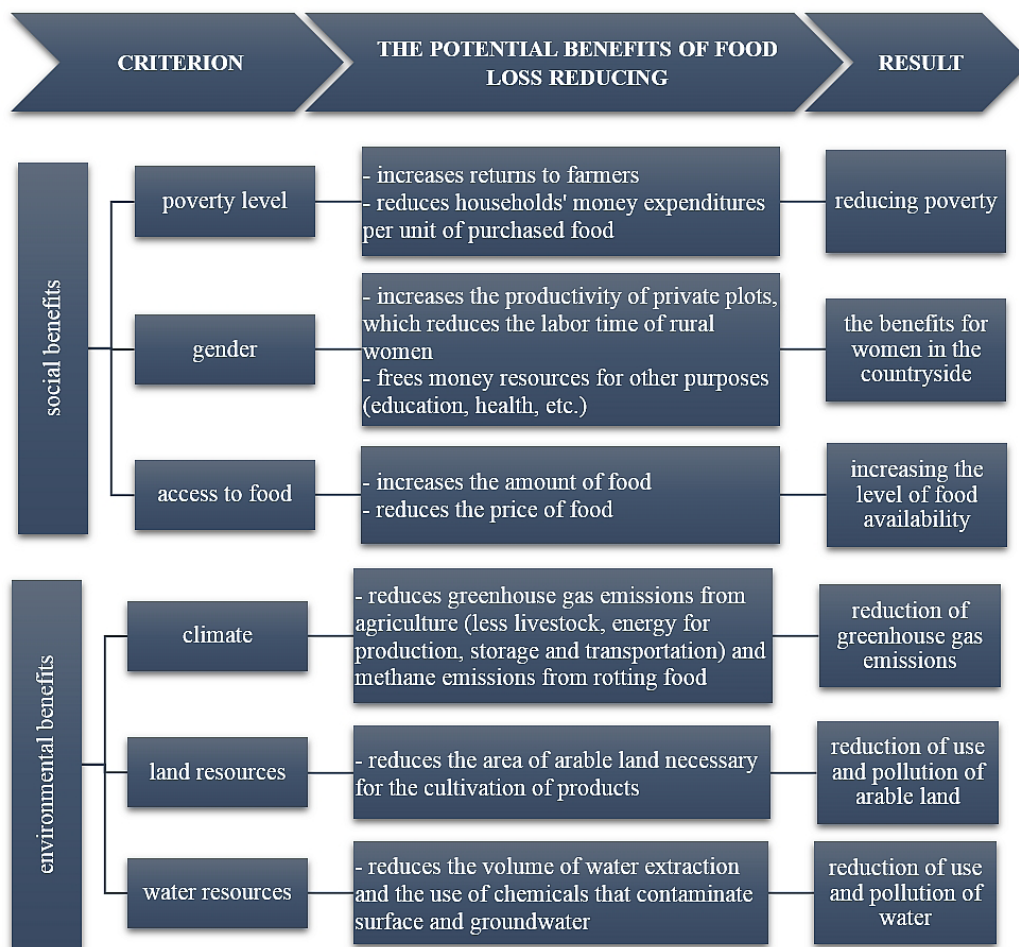 CRITERION
THE POTENTIAL BENEFITS OF FOOD
LOSS REDUCING
RESULT
social benefits
poverty level
- increases returns to farmers
- reduces households' money expenditures
per unit of purchased food
reducing poverty
gender
- increases the productivity of private plots,
which reduces the labor time of rural
women
- frees money resources for other purposes
(education, health, etc.)
the benefits for
women in the
countryside
access to food
- increases the amount of food
- reduces the price of food
increasing the
level of food
availability
environmental benefits
climate
- reduces greenhouse gas emissions from
agriculture (less livestock, energy for
production, storage and transportation) and
methane emissions from rotting food
reduction of
greenhouse gas
emissions
land resources
- reduces the area of arable land necessary
for the cultivation of products
reduction of use
and pollution of
arable land
water resources
- reduces the volume of water extraction
and the use of chemicals that contaminate
surface and groundwater
reduction of use
and pollution of
water